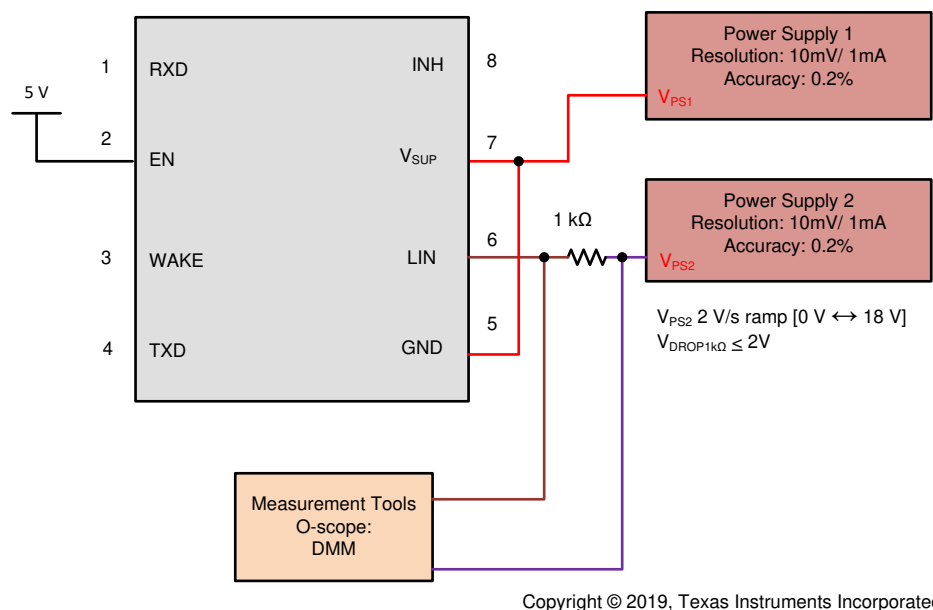 5 V
1
RXD
2
EN
3
WAKE
4
TXD
INH
8
VSUP
7
LIN
6
GND
5
1 kΩ
Power Supply 1
Resolution: 10mV/ 1mA
Accuracy: 0.2%
VPS1
Power Supply 2
Resolution: 10mV/ 1mA
Accuracy: 0.2%
VPS2
VPS2 2 V/s ramp [0 V ↔ 18 V]
VDROP1kΩ ≤ 2V
Measurement Tools
O-scope:
DMM
Copyright © 2019, Texas Instruments Incorporated